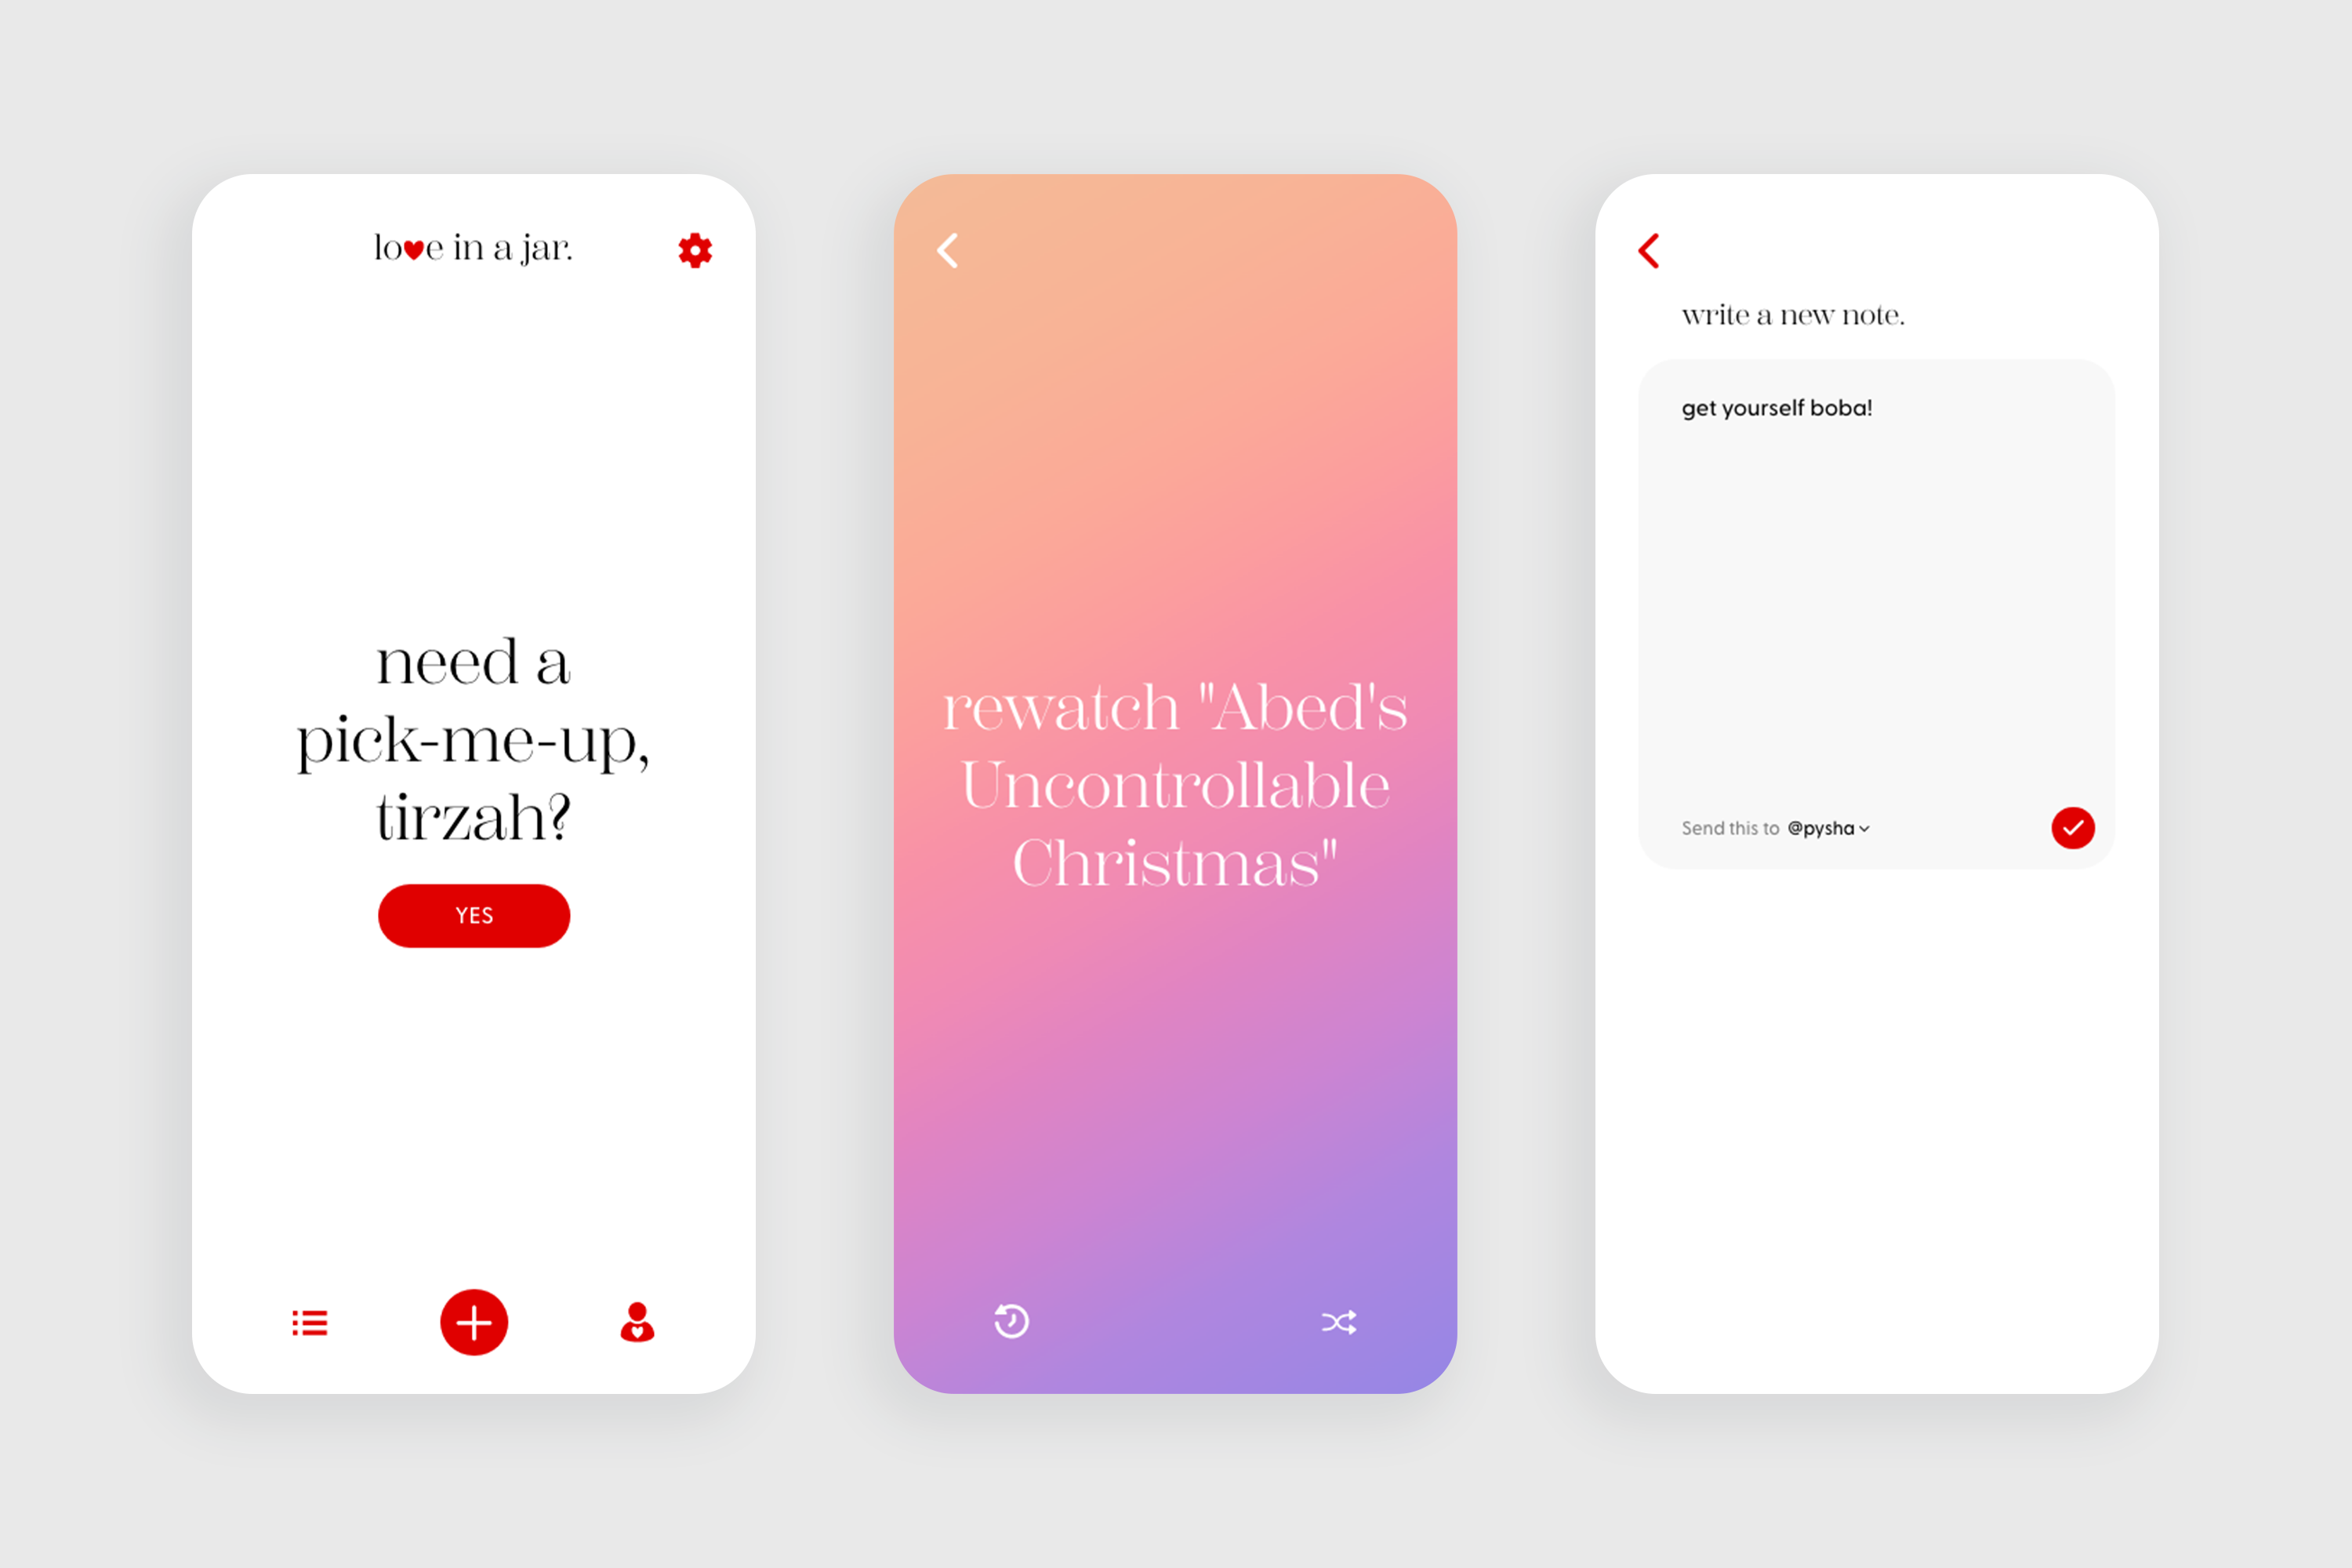 lo❤e in a jar.
need a
pick-me-up,
tirzah?
YES
rewatch "Abed's
Uncontrollable
Christmas"
write a new note.
get yourself boba!
Send this to @pysha